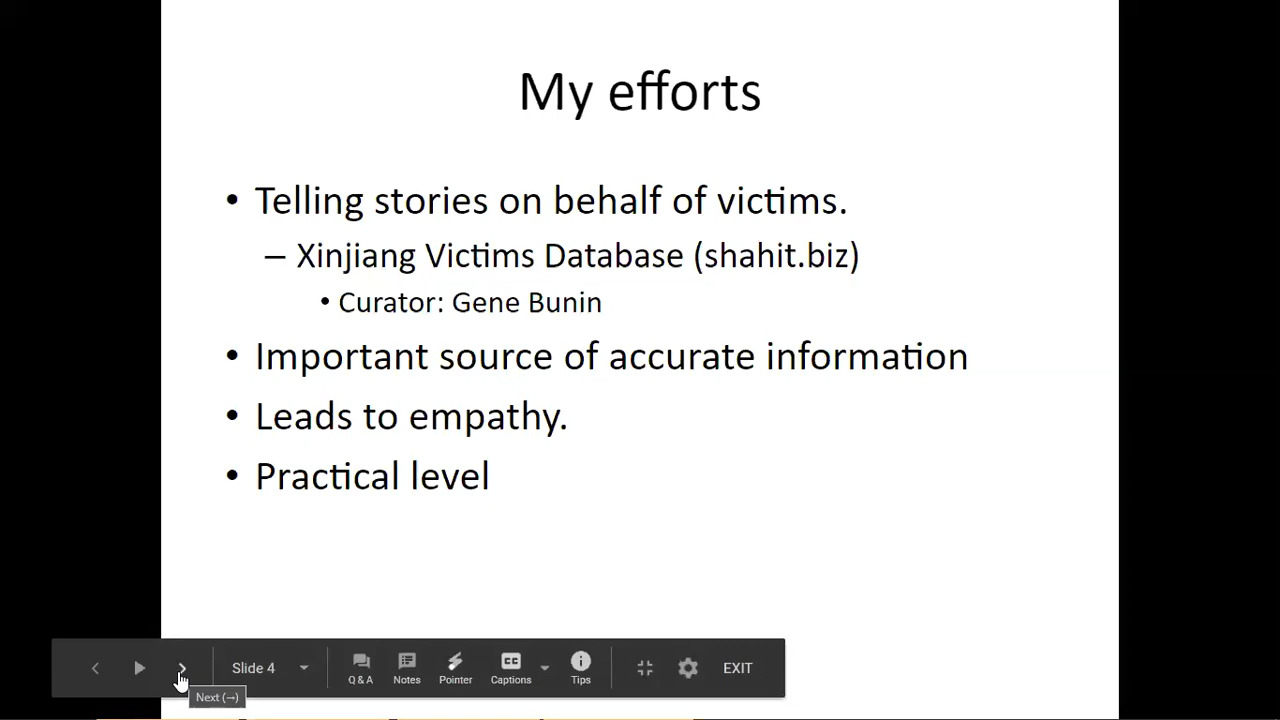 My efforts
• Telling stories on behalf of victims.
– Xinjiang Victims Database (shahit.biz)
• Curator: Gene Bunin
• Important source of accurate information
• Leads to empathy.
• Practical level
Slide 4
Q & A
Notes
Pointer
CC
Captions
Tips
EXIT
Next (→)